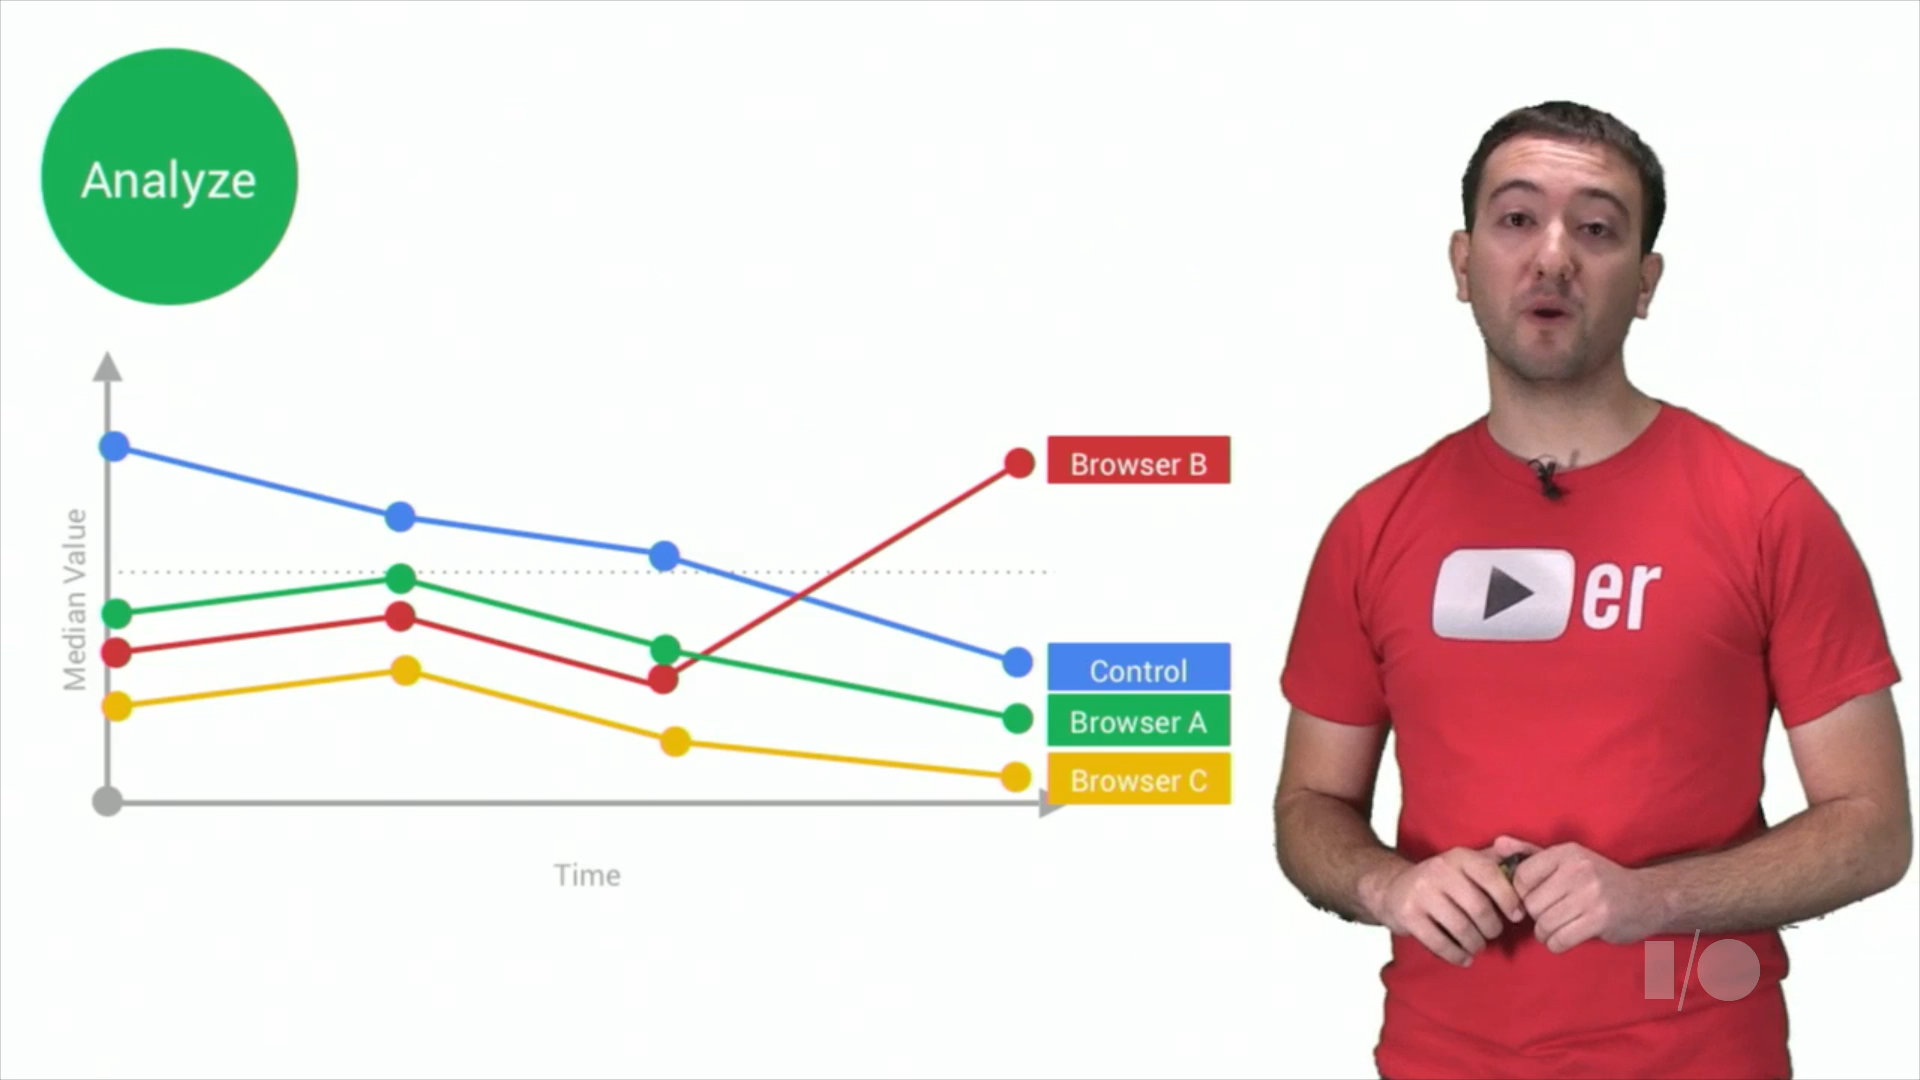 Analyze
Median Value
Browser B
Control
Browser A
Browser C
Time
er
I/O